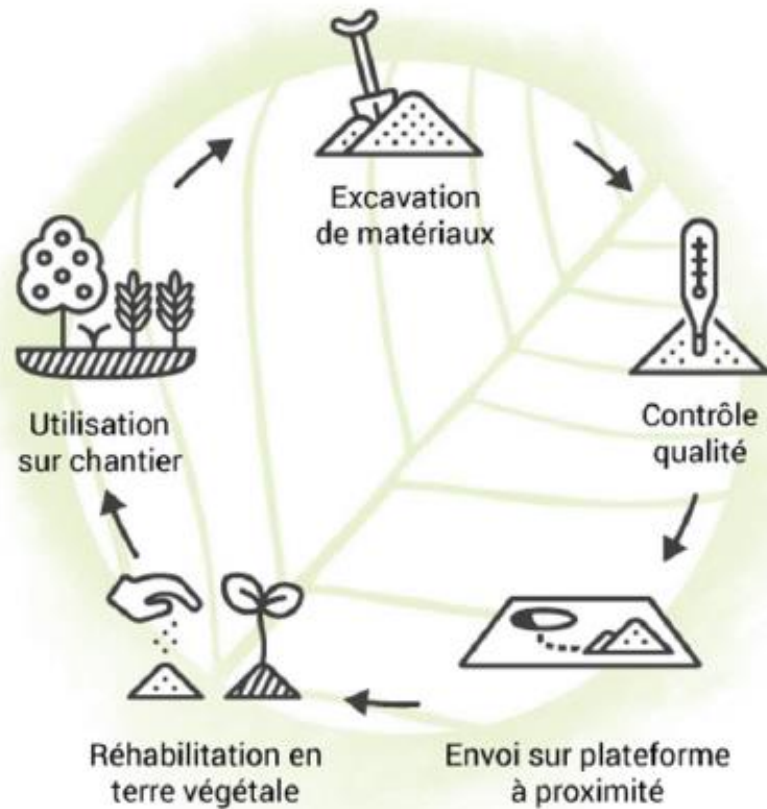 Excavation
de matériaux
Contrôle
qualité
Envoi sur plateforme
à proximité
Réhabilitation en
terre végétale
Utilisation
sur chantier